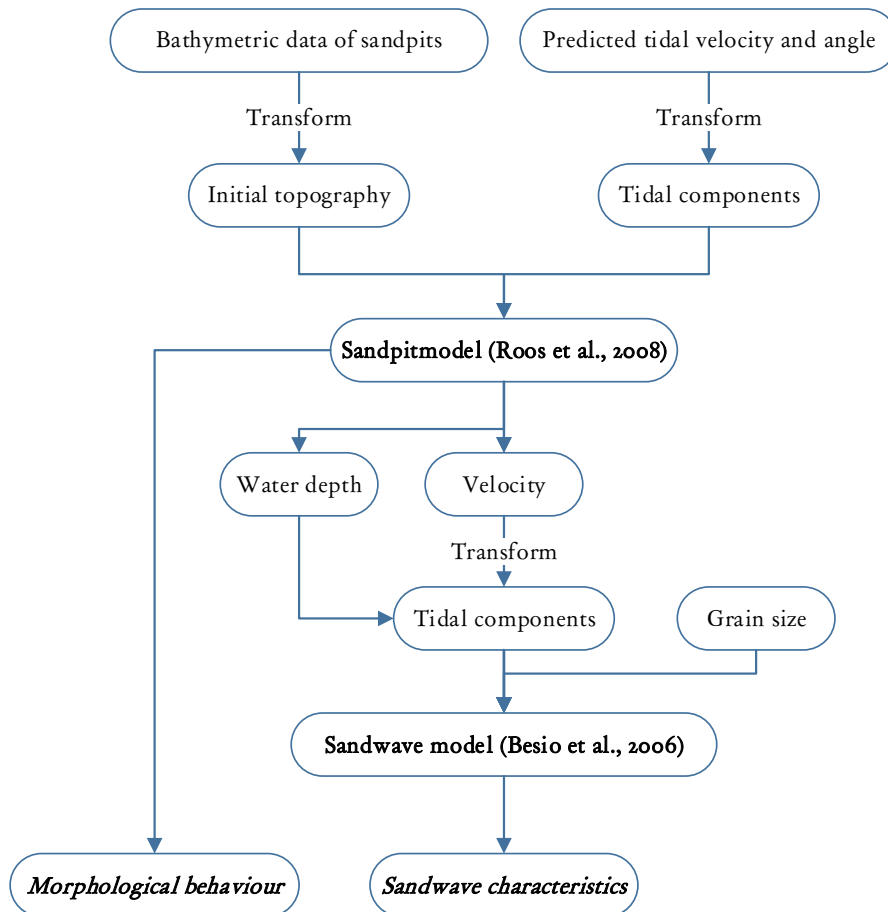 Bathymetric data of sandpits
Predicted tidal velocity and angle
Transform
Transform
Initial topography
Tidal components
Sandpitmodel (Roos et al., 2008)
Water depth
Velocity
Transform
Tidal components
Grain size
Sandwave model (Besio et al., 2006)
Morphological behaviour
Sandwave characteristics